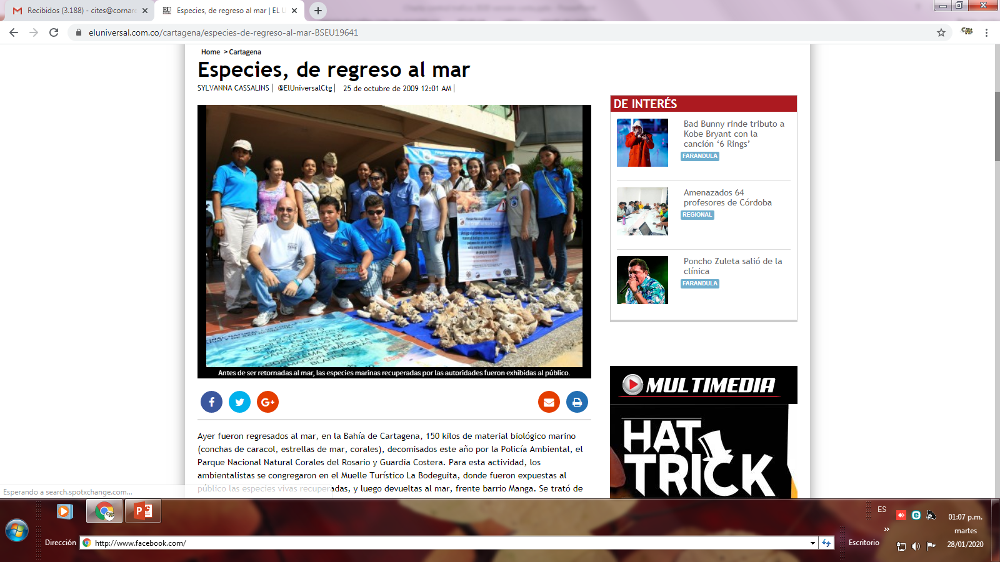 Recibidos (3.188) - cites@cornare
Especies, de regreso al mar | EL U
eluniversal.com.co/cartagena/especies-de-regreso-al-mar-BSEU19641
Home > Cartagena
Especies, de regreso al mar
SYLVANNA CASSALINS | @ElUniversalCtg | 25 de octubre de 2009 12:01 AM |
Antes de ser retornadas al mar, las especies marinas recuperadas por las autoridades fueron exhibidas al público.
Ayer fueron regresados al mar, en la Bahía de Cartagena, 150 kilos de material biológico marino
(conchas de caracol, estrellas de mar, corales), decomisados este año por la Policía Ambiental, el
Parque Nacional Natural Corales del Rosario y Guardia Costera. Para esta actividad, los
ambientalistas se congregaron en el Muelle Turístico La Bodeguita, donde fueron expuestas al
público las especies vivas recuperadas, y luego devueltas al mar, frente barrio Manga. Se trató de
DE INTERÉS
Bad Bunny rinde tributo a
Kobe Bryant con la
canción ‘6 Rings’
FARANDULA
Amenazados 64
profesores de Córdoba
REGIONAL
Poncho Zuleta salió de la
clínica
FARANDULA
MULTIMEDIA
HAT
TRICK
Esperando a search.spotxchange.com...
Dirección
http://www.facebook.com/
Escritorio
ES
01:07 p.m.
martes
28/01/2020